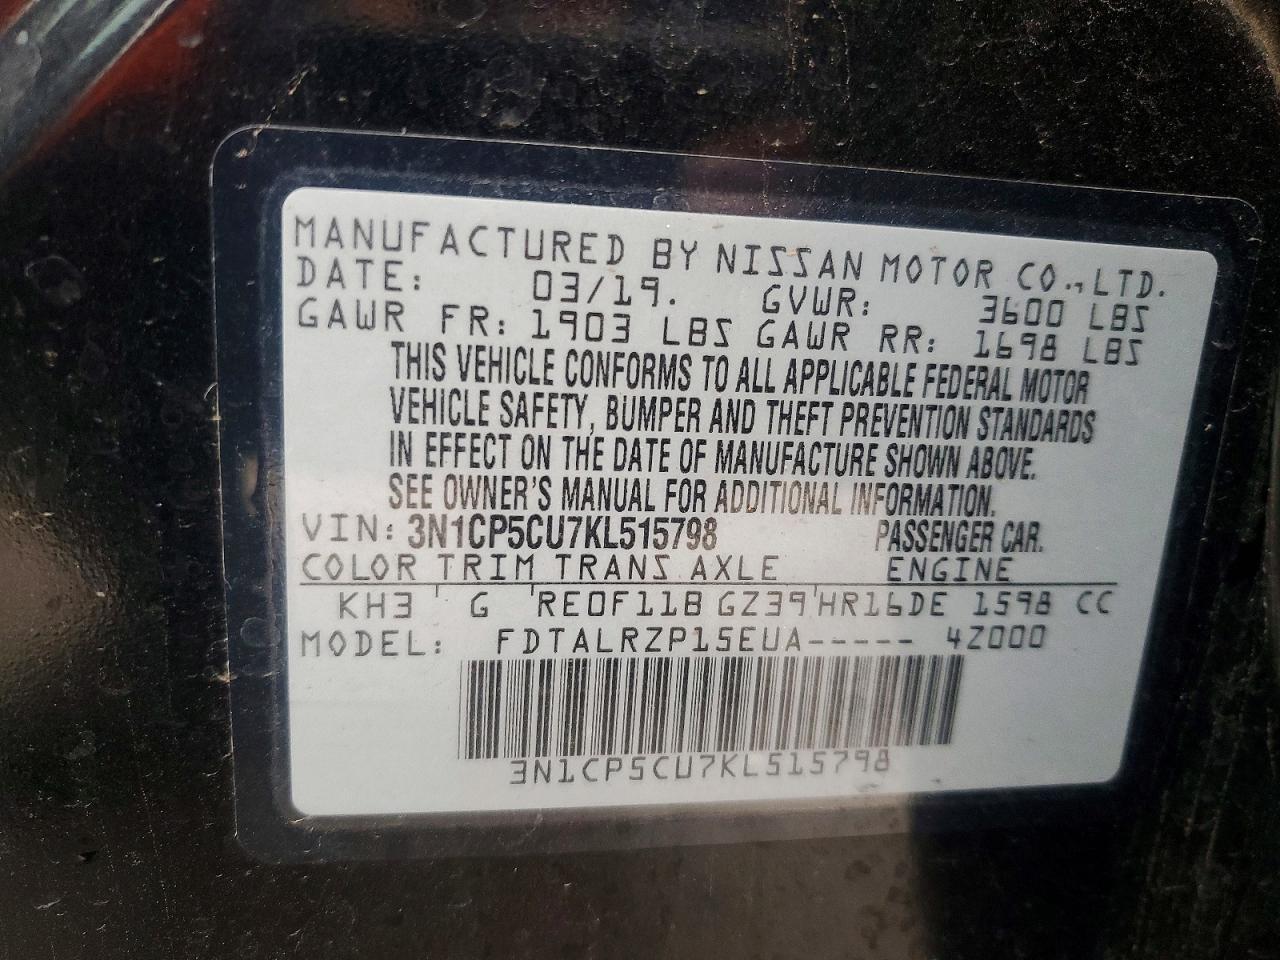 MANUFACTURED BY NISSAN MOTOR CO., LTD.
DATE: 03/19. GVWR: 3600 LBS
GAWR FR: 1903 LBS GAWR RR: 1698 LBS
THIS VEHICLE CONFORMS TO ALL APPLICABLE FEDERAL MOTOR
VEHICLE SAFETY, BUMPER AND THEFT PREVENTION STANDARDS
IN EFFECT ON THE DATE OF MANUFACTURE SHOWN ABOVE.
SEE OWNER'S MANUAL FOR ADDITIONAL INFORMATION.
VIN: 3N1CP5CU7KL515798 PASSENGER CAR.
COLOR TRIM TRANS AXLE ENGINE
KH3 ' G 'RE0F11B GZ39'HR16DE 1598 CC
MODEL: FDTALRZP15EUA----- 4Z000
3N1CP5CU7KL515798